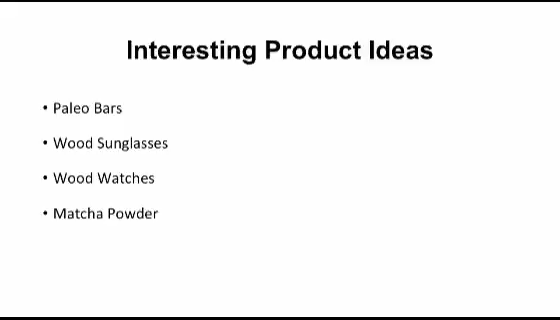 Interesting Product Ideas
• Paleo Bars
• Wood Sunglasses
• Wood Watches
• Matcha Powder